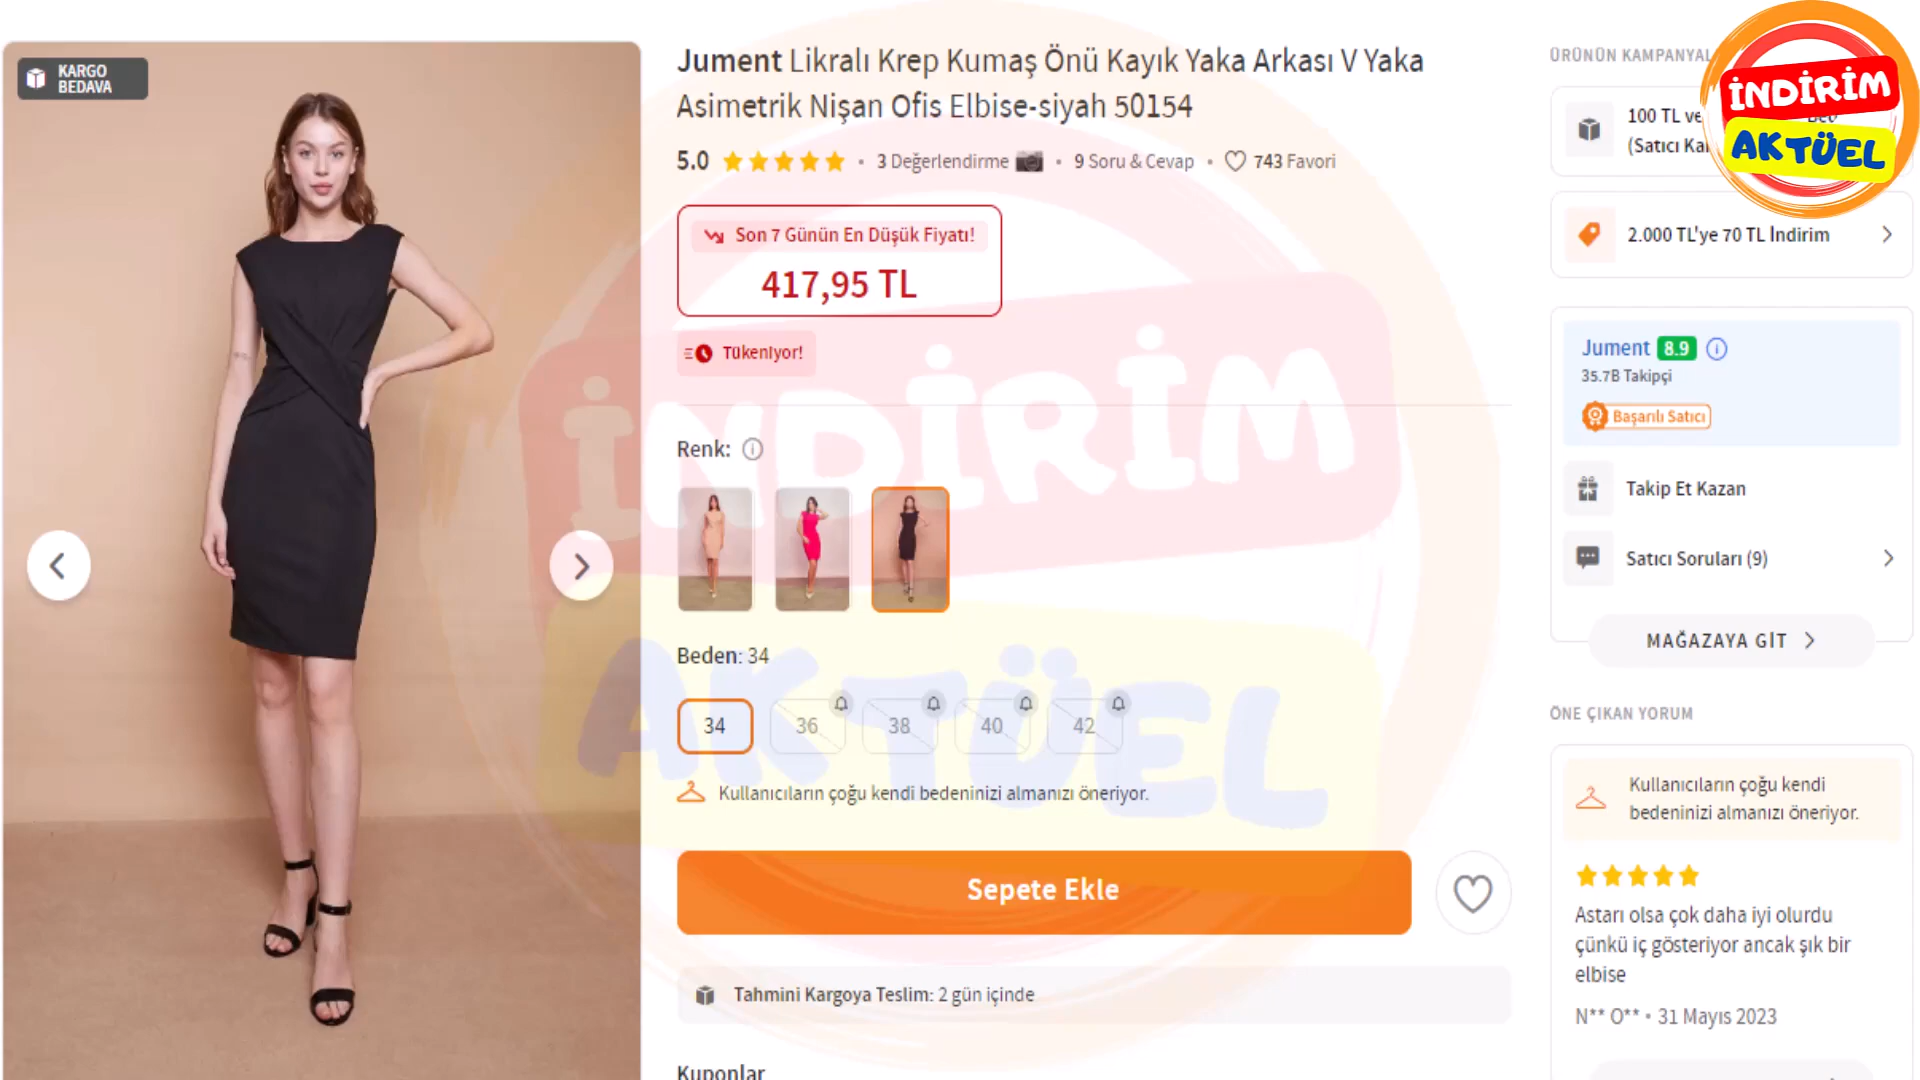 KARGO
BEDAVA
Jument Likralı Krep Kumaş Önü Kayık Yaka Arkası V Yaka
Asimetrik Nişan Ofis Elbise-siyah 50154
5.0 • 3 Değerlendirme • 9 Soru & Cevap • 743 Favori
Son 7 Günün En Düşük Fiyatı!
417,95 TL
Tükeniyor!
Renk:
Beden: 34
34 36 38 40 42
Kullanıcıların çoğu kendi bedeninizi almanızı öneriyor.
Sepete Ekle
Tahmini Kargoya Teslim: 2 gün içinde
Kuponlar
İNDİRİM
AKTÜEL
ÜRÜNÜN KAMPANYAL
İNDİRİM
AKTÜEL
100 TL ve
(Satıcı Ka
2.000 TL'ye 70 TL İndirim
Jument 8.9
35.7B Takipçi
Başarılı Satıcı
Takip Et Kazan
Satıcı Soruları (9)
MAĞAZAYA GİT
ÖNE ÇIKAN YORUM
Kullanıcıların çoğu kendi
bedeninizi almanızı öneriyor.
Astarı olsa çok daha iyi olurdu
çünkü iç gösteriyor ancak şık bir
elbise
N** O** • 31 Mayıs 2023